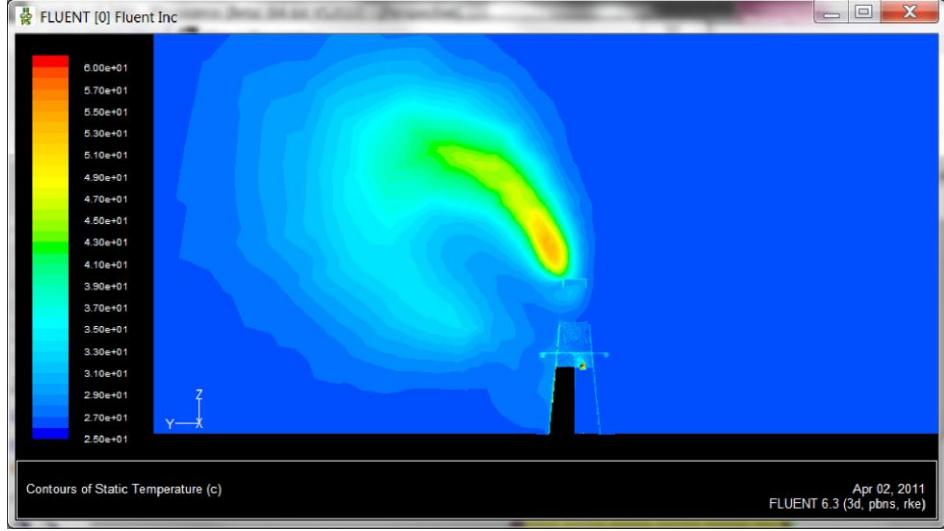 FLUENT [0] Fluent Inc
6.00e+01
5.70e+01
5.50e+01
5.30e+01
5.10e+01
4.90e+01
4.70e+01
4.50e+01
4.30e+01
4.10e+01
3.90e+01
3.70e+01
3.50e+01
3.30e+01
3.10e+01
2.90e+01
2.70e+01
2.50e+01
Z
Y X
Contours of Static Temperature (c)
Apr 02, 2011
FLUENT 6.3 (3d, pbns, rke)